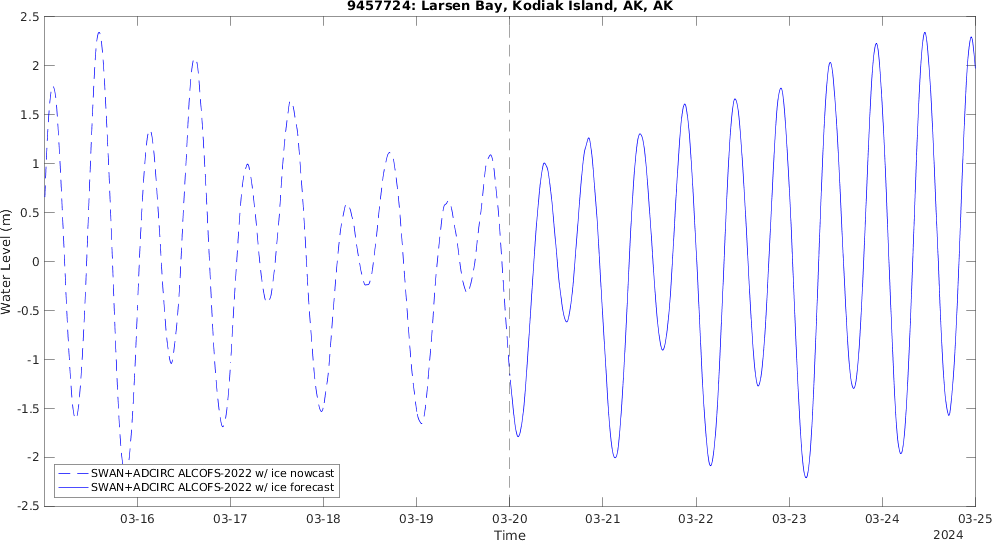 9457724: Larsen Bay, Kodiak Island, AK, AK
2.5
2
1.5
1
0.5
0
-0.5
-1
-1.5
-2
-2.5
Water Level (m)
SWAN+ADCIRC ALCOFS-2022 w/ ice nowcast
SWAN+ADCIRC ALCOFS-2022 w/ ice forecast
03-16 03-17 03-18 03-19 03-20 03-21 03-22 03-23 03-24 03-25
Time
2024